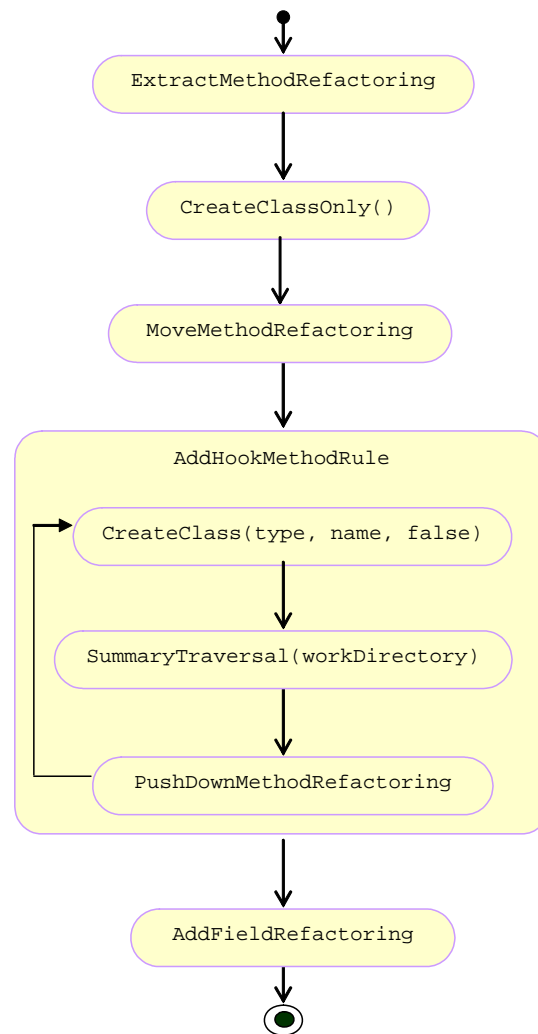 ExtractMethodRefactoring
CreateClassOnly()
MoveMethodRefactoring
AddHookMethodRule
CreateClass(type, name, false)
SummaryTraversal(workDirectory)
PushDownMethodRefactoring
AddFieldRefactoring